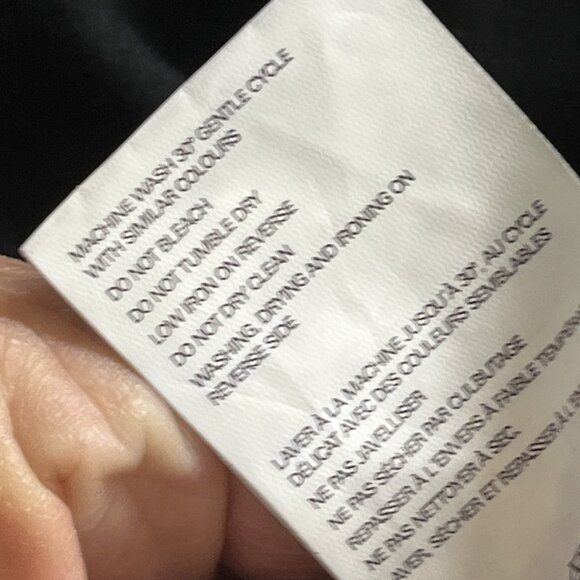 MACHINE WASH 30° GENTLE CYCLE
WITH SIMILAR COLOURS
DO NOT BLEACH
DO NOT TUMBLE DRY
LOW IRON ON REVERSE
DO NOT DRY CLEAN
WASHING, DRYING AND IRONING ON
REVERSE SIDE
LAVER À LA MACHINE JUSQU'À 30°, AU CYCLE
DÉLICAT AVEC DES COULEURS SEMBLABLES
NE PAS JAVELLISER
NE PAS SÉCHER PAR CULBUTAGE
REPASSER À L'ENVERS À FAIBLE
NE PAS NETTOYER À SEC.
SÉCHER ET REPASSER À